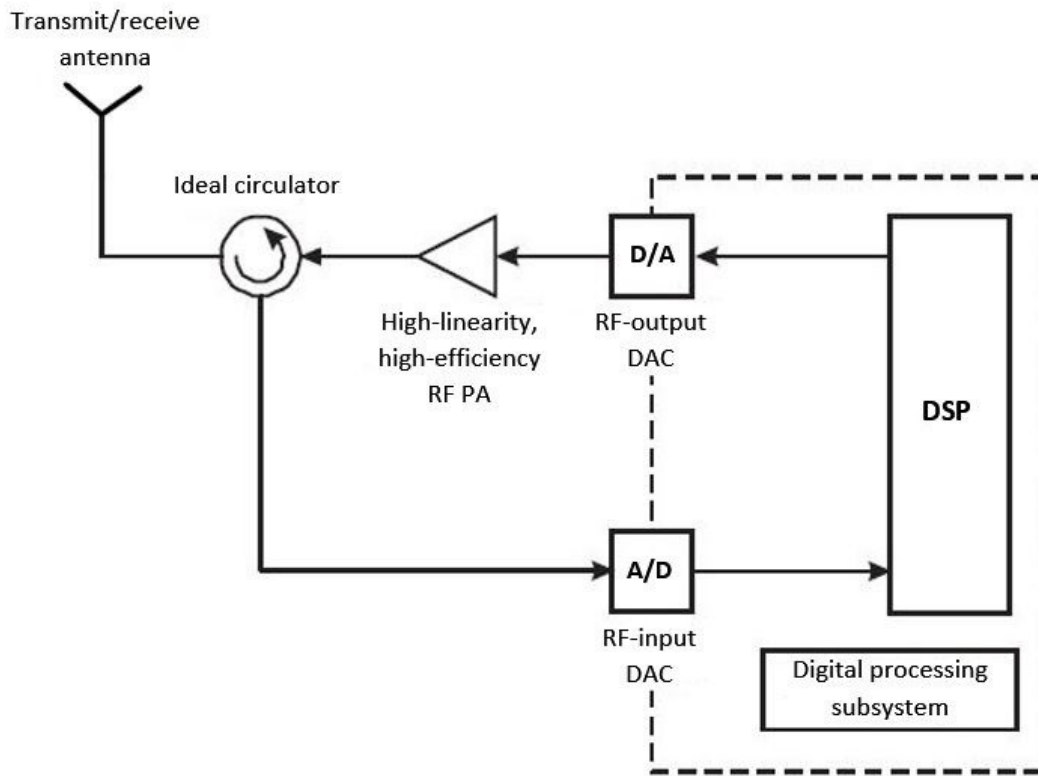 Transmit/receive
antenna
Ideal circulator
High-linearity,
high-efficiency
RF PA
D/A
RF-output
DAC
DSP
A/D
RF-input
DAC
Digital processing
subsystem